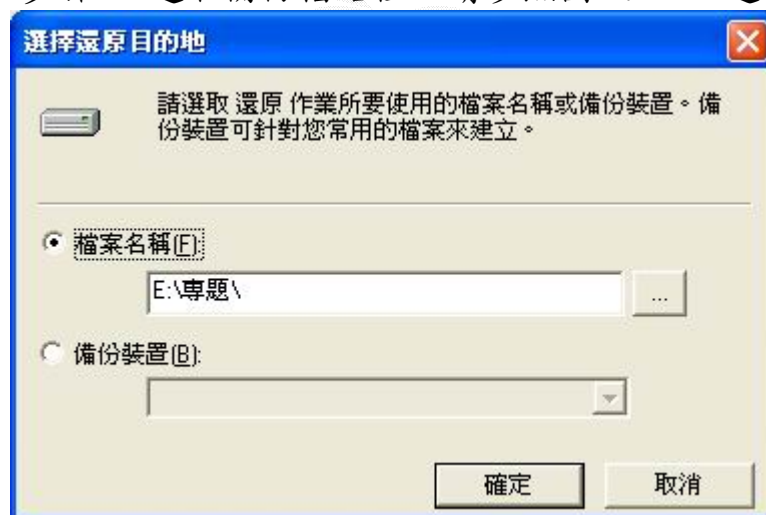 選擇還原目的地
請選取 還原 作業所要使用的檔案名稱或備份裝置。備
份裝置可針對您常用的檔案來建立。
檔案名稱(F):
E:\專題\
...
備份裝置(B):
確定
取消